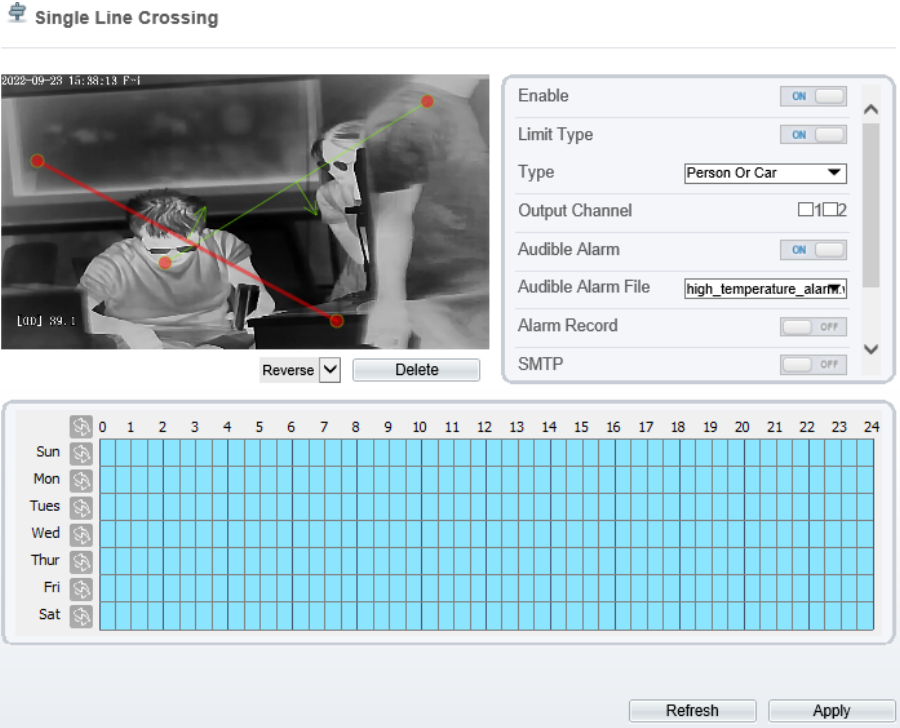 Single Line Crossing
2022-09-23 15:38:13 Fri
39.1
Reverse
Delete
Enable ON
Limit Type ON
Type Person Or Car
Output Channel 1 2
Audible Alarm ON
Audible Alarm File high_temperature_alarm
Alarm Record OFF
SMTP OFF
0 1 2 3 4 5 6 7 8 9 10 11 12 13 14 15 16 17 18 19 20 21 22 23 24
Sun
Mon
Tues
Wed
Thur
Fri
Sat
Refresh
Apply